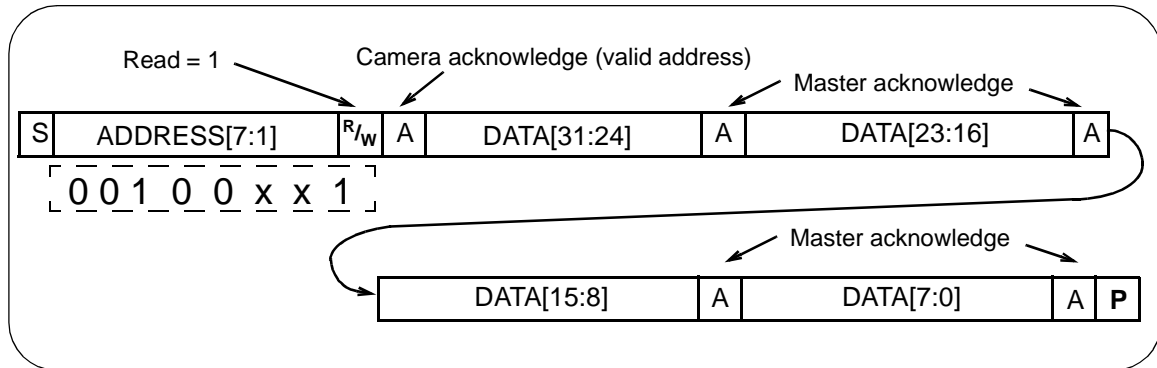 Read = 1
Camera acknowledge (valid address)
Master acknowledge
S ADDRESS[7:1] R/W A DATA[31:24] A DATA[23:16] A
0 0 1 0 0 x x 1
Master acknowledge
DATA[15:8] A DATA[7:0] A P